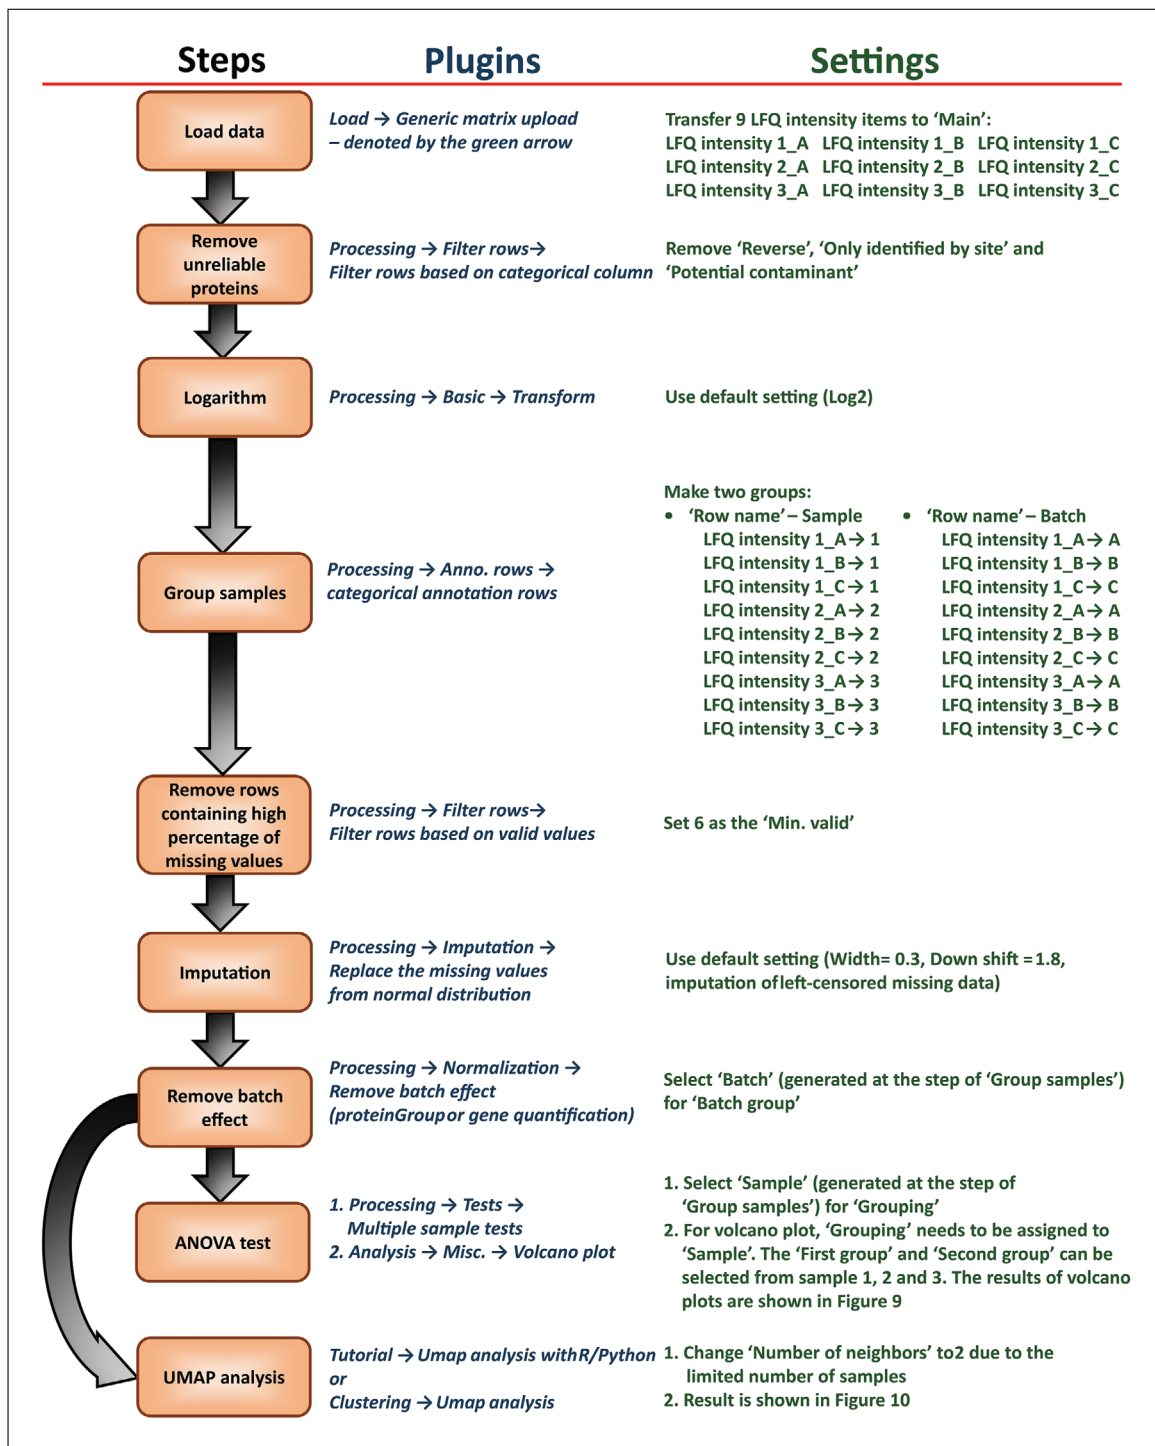 Steps
Plugins
Settings
Load data
Load → Generic matrix upload
– denoted by the green arrow
Transfer 9 LFQ intensity items to ‘Main’:
LFQ intensity 1_A LFQ intensity 1_B LFQ intensity 1_C
LFQ intensity 2_A LFQ intensity 2_B LFQ intensity 2_C
LFQ intensity 3_A LFQ intensity 3_B LFQ intensity 3_C
Remove
unreliable
proteins
Processing → Filter rows→
Filter rows based on categorical column
Remove ‘Reverse’, ‘Only identified by site’ and
‘Potential contaminant’
Logarithm
Processing → Basic → Transform
Use default setting (Log2)
Group samples
Processing → Anno. rows →
categorical annotation rows
Make two groups:
• ‘Row name’ – Sample
LFQ intensity 1_A → 1
LFQ intensity 1_B → 1
LFQ intensity 1_C → 1
LFQ intensity 2_A → 2
LFQ intensity 2_B → 2
LFQ intensity 2_C → 2
LFQ intensity 3_A → 3
LFQ intensity 3_B → 3
LFQ intensity 3_C → 3
• ‘Row name’ – Batch
LFQ intensity 1_A → A
LFQ intensity 1_B → B
LFQ intensity 1_C → C
LFQ intensity 2_A → A
LFQ intensity 2_B → B
LFQ intensity 2_C → C
LFQ intensity 3_A → A
LFQ intensity 3_B → B
LFQ intensity 3_C → C
Remove rows
containing high
percentage of
missing values
Processing → Filter rows→
Filter rows based on valid values
Set 6 as the ‘Min. valid’
Imputation
Processing → Imputation →
Replace the missing values
from normal distribution
Use default setting (Width= 0.3, Down shift = 1.8,
imputation of left-censored missing data)
Remove batch
effect
Processing → Normalization →
Remove batch effect
(proteinGroup or gene quantification)
Select ‘Batch’ (generated at the step of ‘Group samples’)
for ‘Batch group’
ANOVA test
1. Processing → Tests →
Multiple sample tests
2. Analysis → Misc. → Volcano plot
1. Select ‘Sample’ (generated at the step of
‘Group samples’) for ‘Grouping’
2. For volcano plot, ‘Grouping’ needs to be assigned to
‘Sample’. The ‘First group’ and ‘Second group’ can be
selected from sample 1, 2 and 3. The results of volcano
plots are shown in Figure 9
UMAP analysis
Tutorial → Umap analysis with R/Python
or
Clustering → Umap analysis
1. Change ‘Number of neighbors’ to 2 due to the
limited number of samples
2. Result is shown in Figure 10